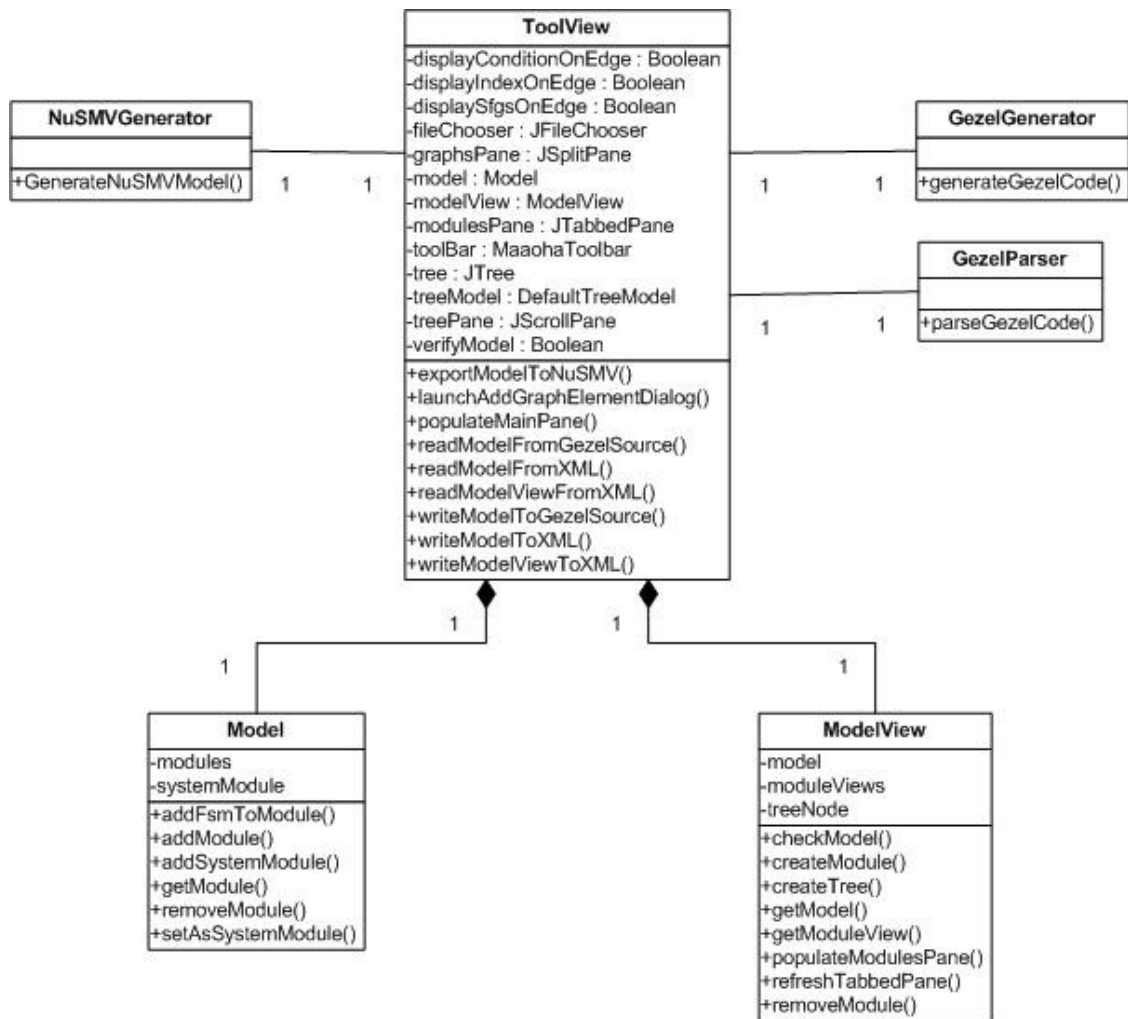 ToolView
-displayConditionOnEdge : Boolean
-displayIndexOnEdge : Boolean
-displaySfgsOnEdge : Boolean
-fileChooser : JFileChooser
-graphsPane : JSplitPane
-model : Model
-modelView : ModelView
-modulesPane : JTabbedPane
-toolBar : MaaohaToolbar
-tree : JTree
-treeModel : DefaultTreeModel
-treePane : JScrollPane
-verifyModel : Boolean
+exportModelToNuSMV()
+launchAddGraphElementDialog()
+populateMainPane()
+readModelFromGezelSource()
+readModelFromXML()
+readModelViewFromXML()
+writeModelToGezelSource()
+writeModelToXML()
+writeModelViewToXML()
NuSMVGenerator
+GenerateNuSMVModel()
1
1
GezelGenerator
+generateGezelCode()
1
1
GezelParser
+parseGezelCode()
1
1
1
1
1
1
Model
-modules
-systemModule
+addFsmToModule()
+addModule()
+addSystemModule()
+getModule()
+removeModule()
+setAsSystemModule()
ModelView
-model
-moduleViews
-treeNode
+checkModel()
+createModule()
+createTree()
+getModel()
+getModuleView()
+populateModulesPane()
+refreshTabbedPane()
+removeModule()